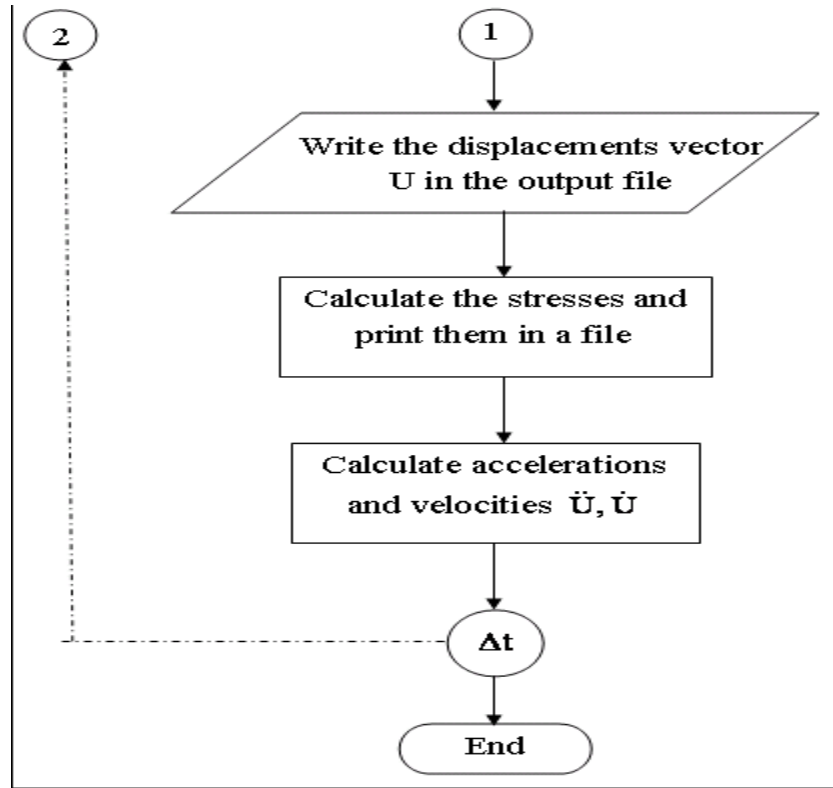 2
1
Write the displacements vector
U in the output file
Calculate the stresses and
print them in a file
Calculate accelerations
and velocities Ü, U̇
Δt
End